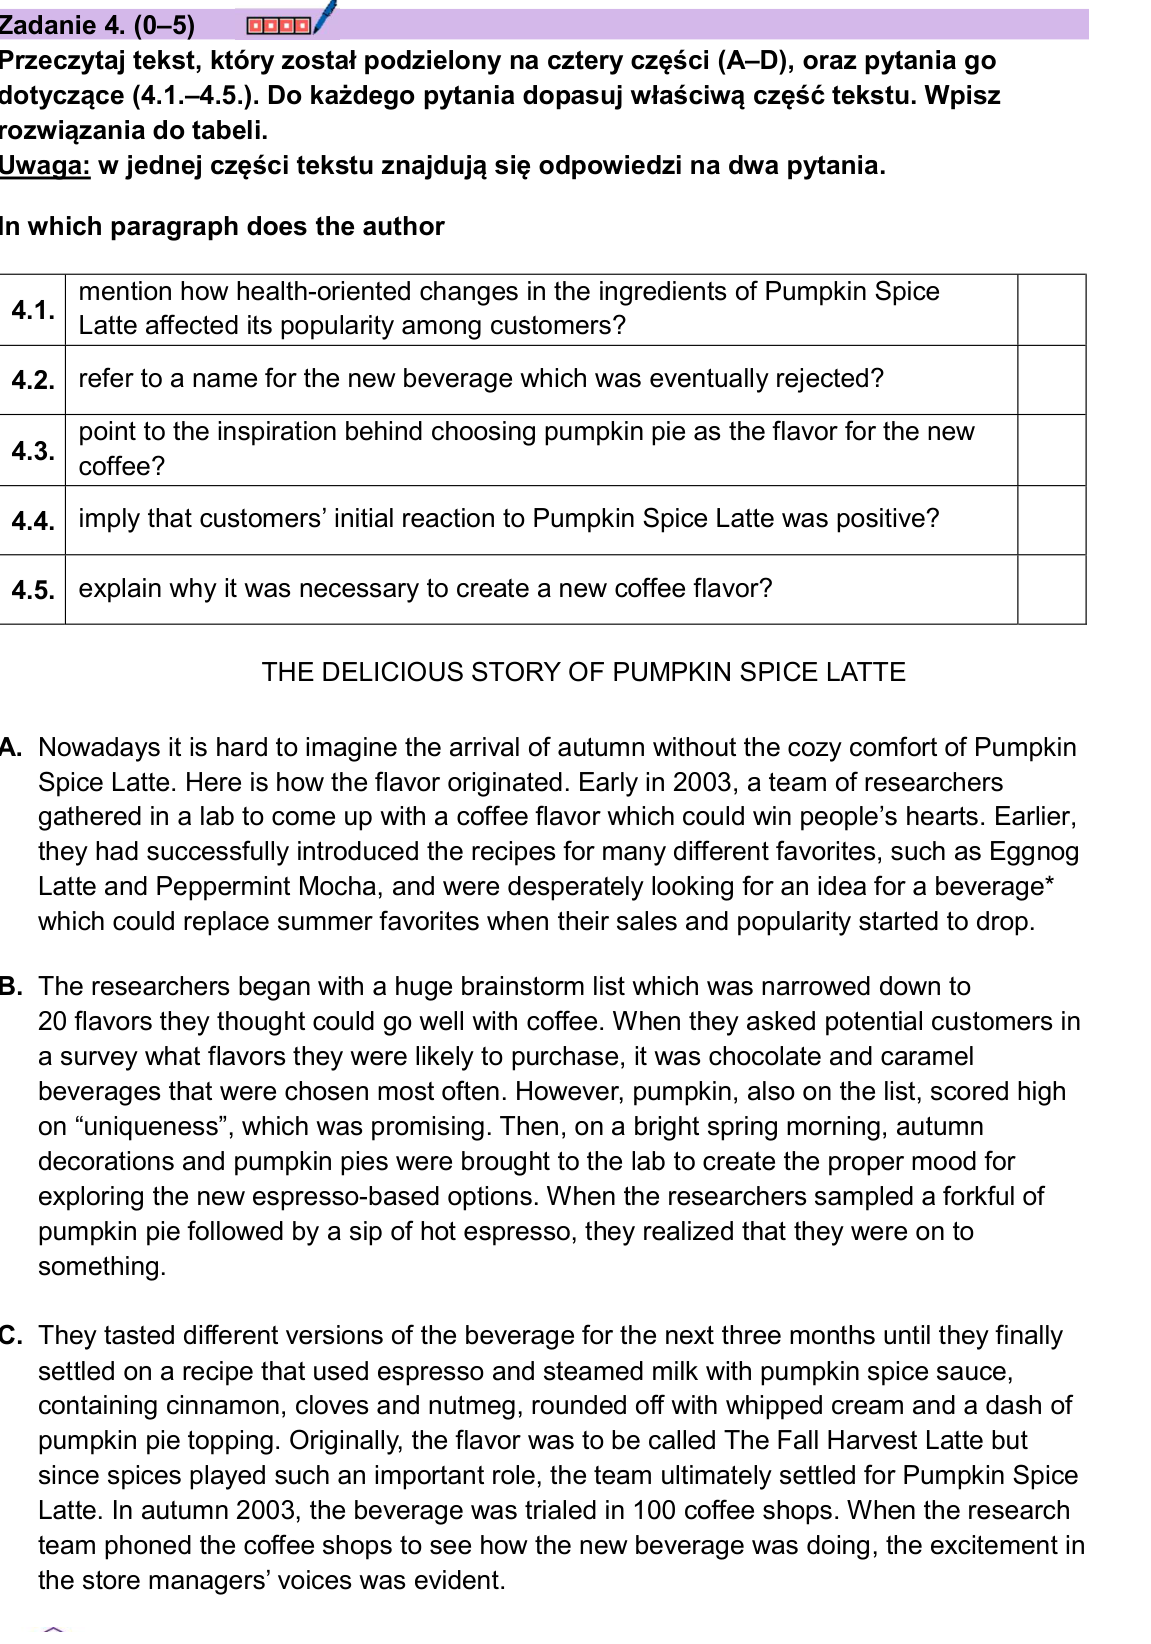 Zadanie 4. (0–5)
Przeczytaj tekst, który został podzielony na cztery części (A–D), oraz pytania go
dotyczące (4.1.–4.5.). Do każdego pytania dopasuj właściwą część tekstu. Wpisz
rozwiązania do tabeli.
Uwaga: w jednej części tekstu znajdują się odpowiedzi na dwa pytania.
In which paragraph does the author
4.1. mention how health-oriented changes in the ingredients of Pumpkin Spice
Latte affected its popularity among customers?
4.2. refer to a name for the new beverage which was eventually rejected?
4.3. point to the inspiration behind choosing pumpkin pie as the flavor for the new
coffee?
4.4. imply that customers’ initial reaction to Pumpkin Spice Latte was positive?
4.5. explain why it was necessary to create a new coffee flavor?
THE DELICIOUS STORY OF PUMPKIN SPICE LATTE
A. Nowadays it is hard to imagine the arrival of autumn without the cozy comfort of Pumpkin
Spice Latte. Here is how the flavor originated. Early in 2003, a team of researchers
gathered in a lab to come up with a coffee flavor which could win people’s hearts. Earlier,
they had successfully introduced the recipes for many different favorites, such as Eggnog
Latte and Peppermint Mocha, and were desperately looking for an idea for a beverage*
which could replace summer favorites when their sales and popularity started to drop.
B. The researchers began with a huge brainstorm list which was narrowed down to
20 flavors they thought could go well with coffee. When they asked potential customers in
a survey what flavors they were likely to purchase, it was chocolate and caramel
beverages that were chosen most often. However, pumpkin, also on the list, scored high
on “uniqueness”, which was promising. Then, on a bright spring morning, autumn
decorations and pumpkin pies were brought to the lab to create the proper mood for
exploring the new espresso-based options. When the researchers sampled a forkful of
pumpkin pie followed by a sip of hot espresso, they realized that they were on to
something.
C. They tasted different versions of the beverage for the next three months until they finally
settled on a recipe that used espresso and steamed milk with pumpkin spice sauce,
containing cinnamon, cloves and nutmeg, rounded off with whipped cream and a dash of
pumpkin pie topping. Originally, the flavor was to be called The Fall Harvest Latte but
since spices played such an important role, the team ultimately settled for Pumpkin Spice
Latte. In autumn 2003, the beverage was trialed in 100 coffee shops. When the research
team phoned the coffee shops to see how the new beverage was doing, the excitement in
the store managers’ voices was evident.